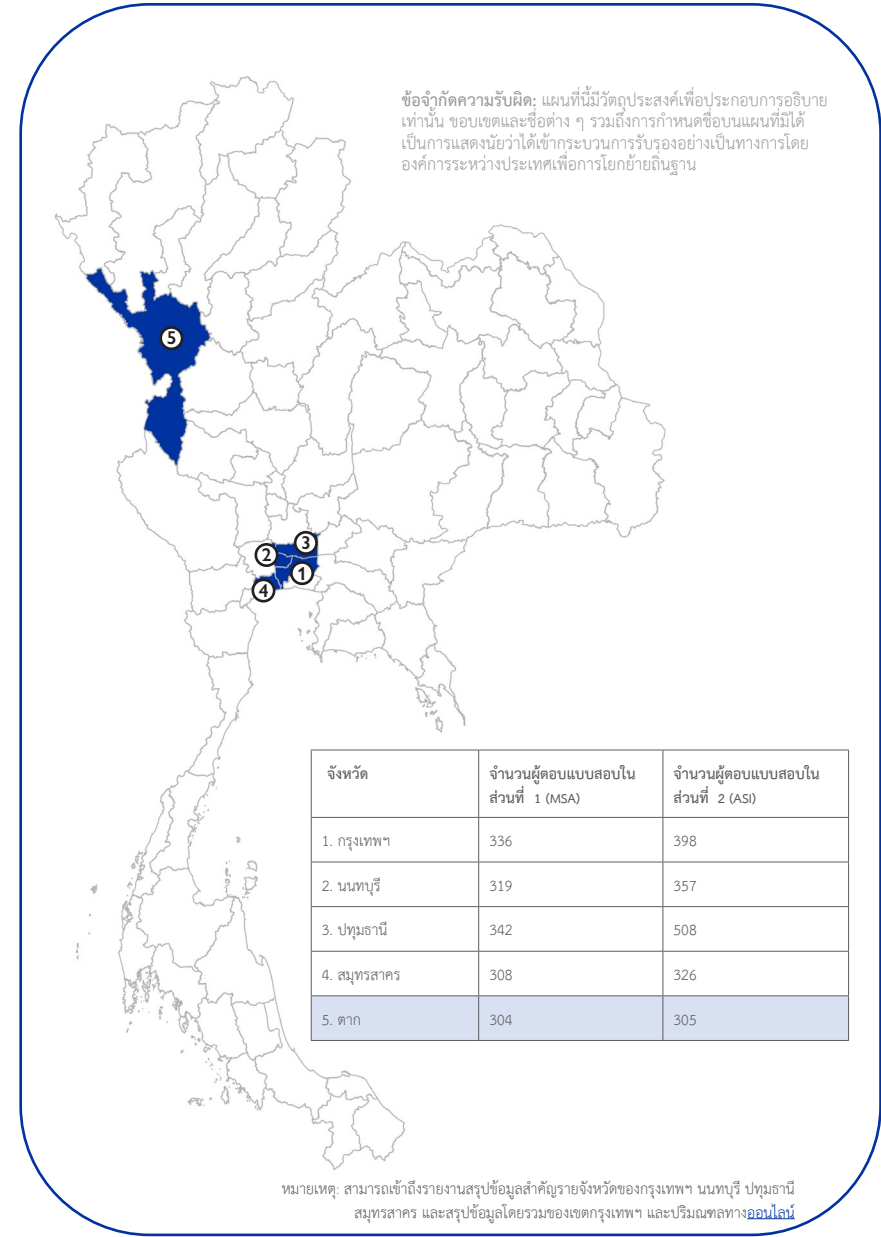 ข้อจำกัดความรับผิด: แผนที่นี้มีวัตถุประสงค์เพื่อประกอบการอธิบาย
เท่านั้น ขอบเขตและชื่อต่าง ๆ รวมถึงการกำหนดชื่อบนแผนที่มิได้
เป็นการแสดงนัยว่าได้เข้ากระบวนการรับรองอย่างเป็นทางการโดย
องค์การระหว่างประเทศเพื่อการโยกย้ายถิ่นฐาน
5
3
2
1
4
จังหวัด จำนวนผู้ตอบแบบสอบใน จำนวนผู้ตอบแบบสอบใน
ส่วนที่ 1 (MSA) ส่วนที่ 2 (ASI)
1. กรุงเทพฯ 336 398
2. นนทบุรี 319 357
3. ปทุมธานี 342 508
4. สมุทรสาคร 308 326
5. ตาก 304 305
หมายเหตุ: สามารถเข้าถึงรายงานสรุปข้อมูลสำคัญรายจังหวัดของกรุงเทพฯ นนทบุรี ปทุมธานี
สมุทรสาคร และสรุปข้อมูลโดยรวมของเขตกรุงเทพฯ และปริมณฑลทางออนไลน์